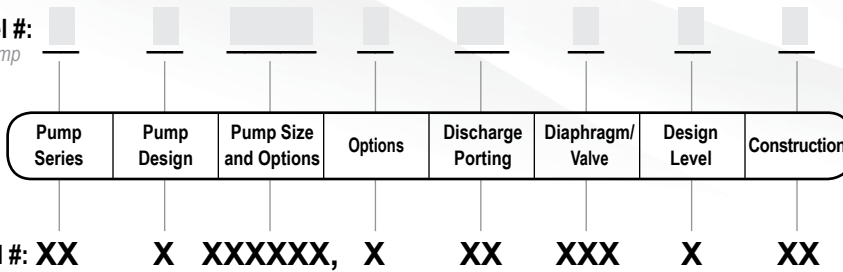 #:
Pump Series
Pump Design
Pump Size and Options
Options
Discharge Porting
Diaphragm/ Valve
Design Level
Construction
#: XX X XXXXXX, X XX XXX X XX